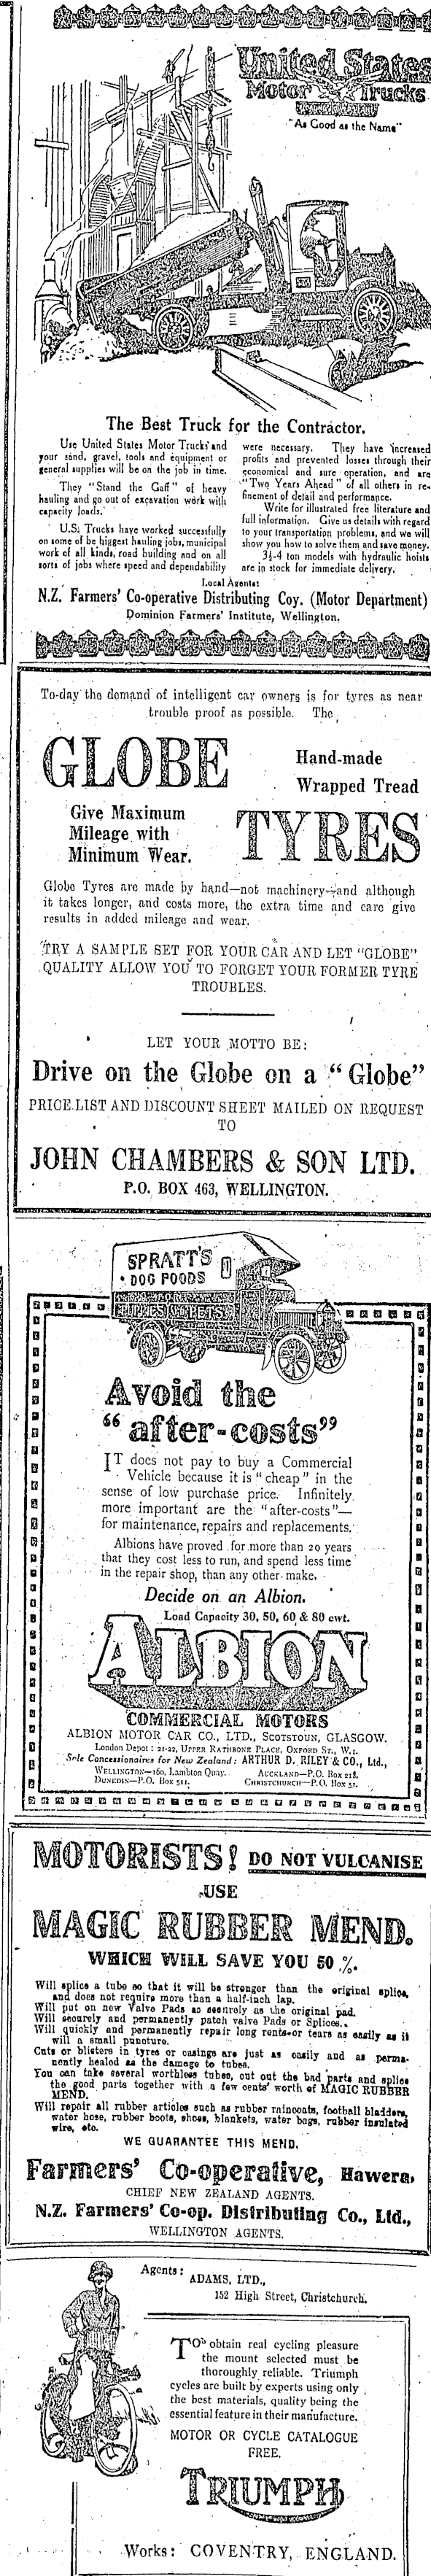 United States
Motor Trucks
"As Good as the Name"
The Best Truck for the Contractor.
Use United States Motor Trucks and
your sand, gravel, tools and equipment or
general supplies will be on the job in time.
They "Stand the Gaff" of heavy
hauling and go out of excavation work with
capacity loads.
U.S. Trucks have worked successfully
on some of be biggest hauling jobs, municipal
work of all kinds, road building and on all
sorts of jobs where speed and dependability
were necessary. They have increased
profits and prevented losses through their
economical and sure operation, and are
"Two Years Ahead" of all others in re-
finement of detail and performance.
Write for illustrated free literature and
full information. Give us details with regard
to your transportation problems, and we will
show you how to solve them and save money.
3½-4 ton models with hydraulic hoists
are in stock for immediate delivery.
Local Agents:
N.Z. Farmers' Co-operative Distributing Coy. (Motor Department)
Dominion Farmers' Institute, Wellington.
To-day the demand of intelligent car owners is for tyres as near
trouble proof as possible. The
GLOBE
Hand-made
Wrapped Tread
Give Maximum
Mileage with
Minimum Wear.
TYRES
Globe Tyres are made by hand—not machinery—and although
it takes longer, and costs more, the extra time and care give
results in added mileage and wear.
TRY A SAMPLE SET FOR YOUR CAR AND LET "GLOBE"
QUALITY ALLOW YOU TO FORGET YOUR FORMER TYRE
TROUBLES.
LET YOUR MOTTO BE:
Drive on the Globe on a "Globe"
PRICE LIST AND DISCOUNT SHEET MAILED ON REQUEST
TO
JOHN CHAMBERS & SON LTD.
P.O. BOX 463, WELLINGTON.
SPRATT'S
DOG FOODS
PUPPIES PETS
Avoid the
"after-costs"
IT does not pay to buy a Commercial
Vehicle because it is "cheap" in the
sense of low purchase price. Infinitely
more important are the "after-costs"—
for maintenance, repairs and replacements.
Albions have proved for more than 20 years
that they cost less to run, and spend less time
in the repair shop, than any other make.
Decide on an Albion.
Load Capacity 30, 50, 60 & 80 cwt.
ALBION
COMMERCIAL MOTORS
ALBION MOTOR CAR CO., LTD., SCOTSTOUN, GLASGOW.
London Depot: 21-22, UPPER RATHBONE PLACE, OXFORD ST., W.1.
Sole Concessionaires for New Zealand: ARTHUR D. RILEY & CO., Ltd.,
WELLINGTON—160, Lambton Quay. AUCKLAND—P.O. Box 218.
DUNEDIN—P.O. Box 511. CHRISTCHURCH—P.O. Box 51.
MOTORISTS! DO NOT VULCANISE
USE
MAGIC RUBBER MEND.
WHICH WILL SAVE YOU 50 %.
Will splice a tube so that it will be stronger than the original splice,
and does not require more than a half-inch lap.
Will put on new Valve Pads as securely as the original pad.
Will securely and permanently patch valve Pads or Splices.
Will quickly and permanently repair long rents or tears as easily as it
will a small puncture.
Cuts or blisters in tyres or casings are just as easily and as perma-
nently healed as the damage to tubes.
You can take several worthless tubes, cut out the bad parts and splice
the good parts together with a few cents' worth of MAGIC RUBBER
MEND.
Will repair all rubber articles such as rubber raincoats, football bladders,
water hose, rubber boots, shoes, blankets, water bags, rubber insulated
wire, etc.
WE GUARANTEE THIS MEND.
Farmers' Co-operative, Hawera,
CHIEF NEW ZEALAND AGENTS.
N.Z. Farmers' Co-op. Distributing Co., Ltd.,
WELLINGTON AGENTS.
Agents:
ADAMS, LTD.,
152 High Street, Christchurch.
TO obtain real cycling pleasure
the mount selected must be
thoroughly reliable. Triumph
cycles are built by experts using only
the best materials, quality being the
essential feature in their manufacture.
MOTOR OR CYCLE CATALOGUE
FREE.
TRIUMPH
Works: COVENTRY, ENGLAND.